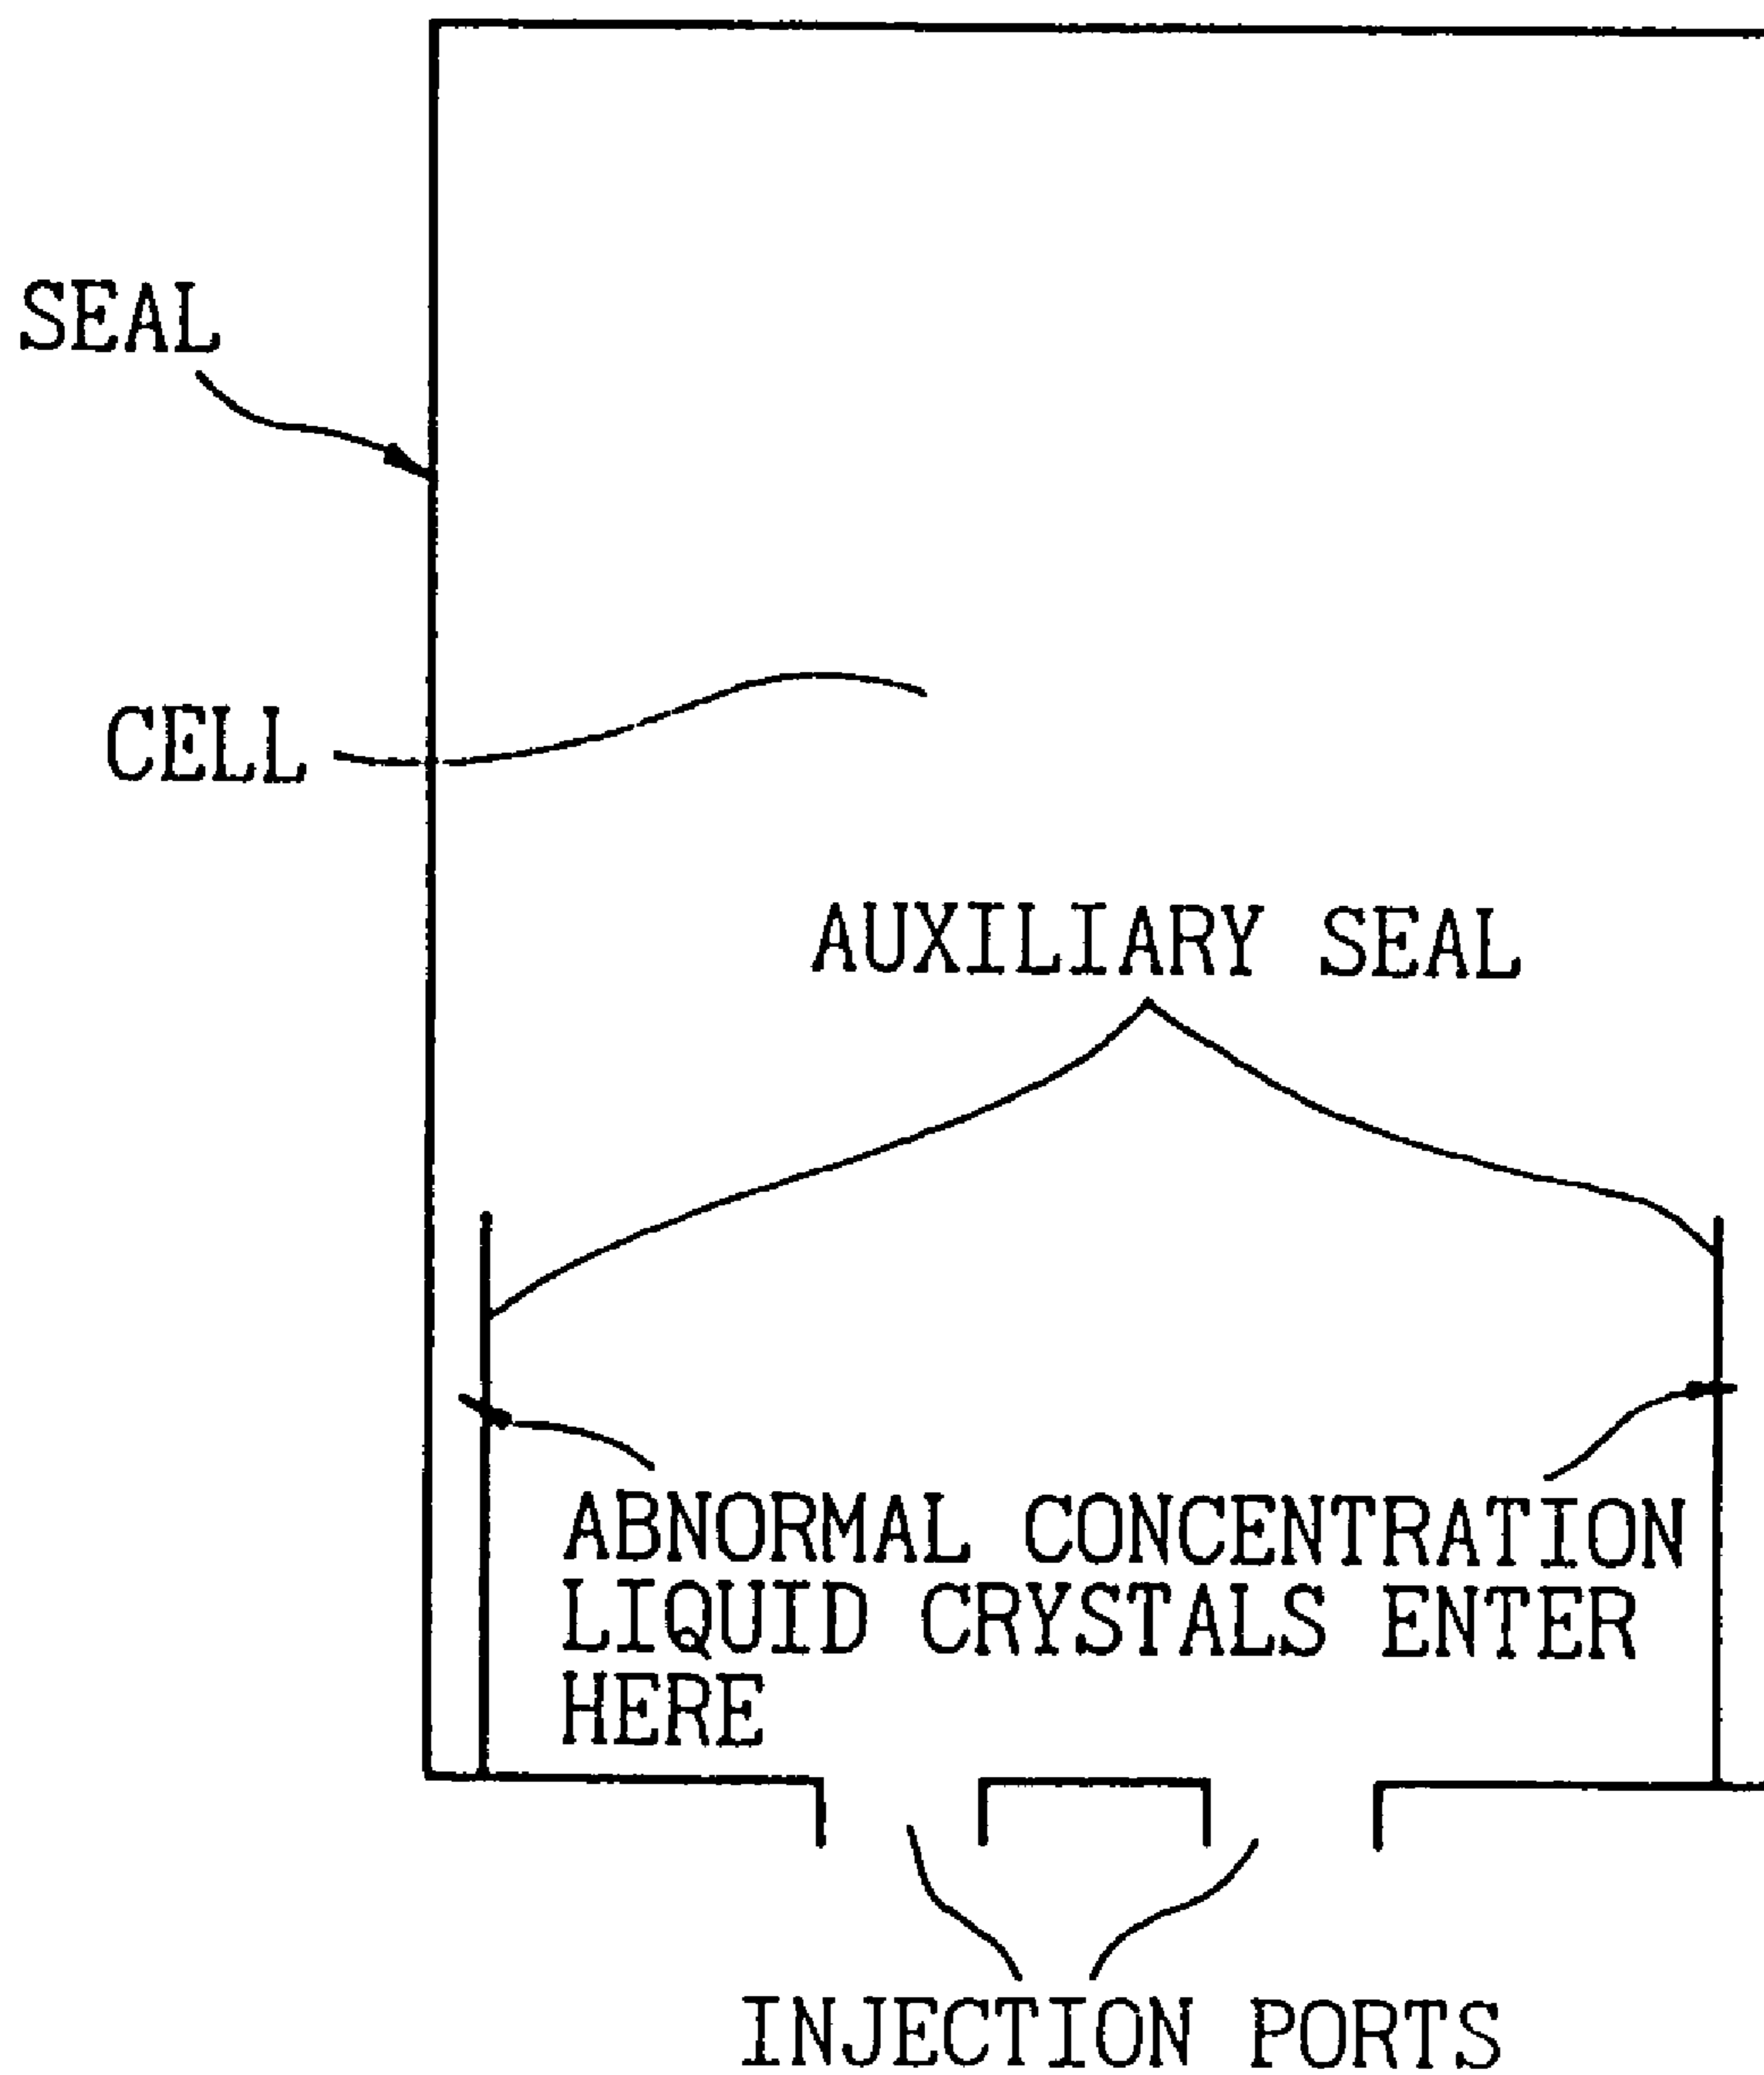 SEAL
CELL
AUXILIARY SEAL
ABNORMAL CONCENTRATION
LIQUID CRYSTALS ENTER
HERE
INJECTION PORTS